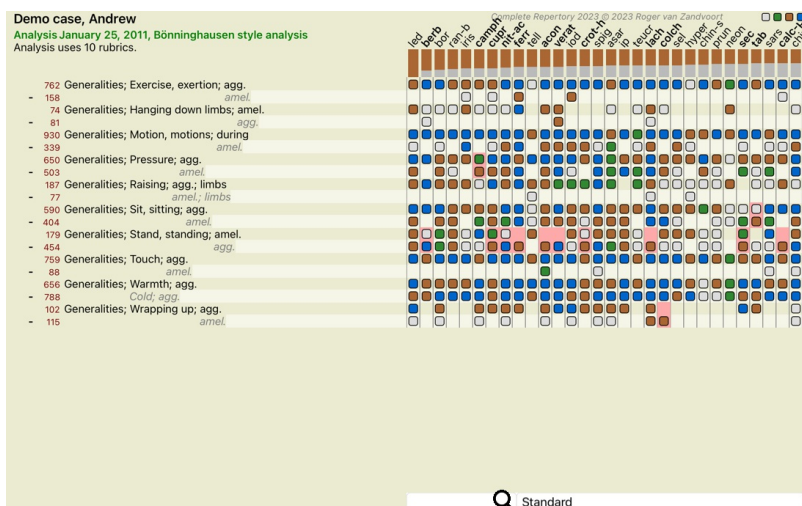 Demo case, Andrew
Complete Repertory 2023 © 2023 Roger van Zandvoort
Analysis January 25, 2011, Bönninghausen style analysis
Analysis uses 10 rubrics.
led berb bor ran-b iris camph cupr nit-ac ferr tell acon verat iod crot-h spig asar ip teucr lach colch sel hyper chin-s prun neon sec tab sars calc-
762 Generalities; Exercise, exertion; agg.
- 158 amel.
74 Generalities; Hanging down limbs; amel.
- 81 agg.
930 Generalities; Motion, motions; during
- 339 amel.
650 Generalities; Pressure; agg.
- 503 amel.
187 Generalities; Raising; agg.; limbs
- 77 amel.; limbs
590 Generalities; Sit, sitting; agg.
- 404 amel.
179 Generalities; Stand, standing; amel.
- 454 agg.
759 Generalities; Touch; agg.
- 88 amel.
656 Generalities; Warmth; agg.
- 788 Cold; agg.
102 Generalities; Wrapping up; agg.
- 115 amel.
Standard